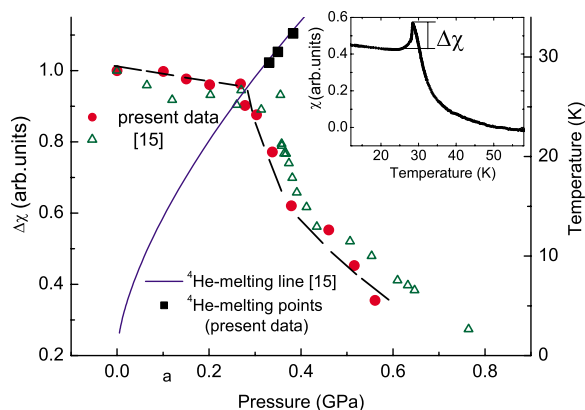 Δχ (arb.units)
1.0
0.8
0.6
0.4
0.2
present data
[15]
⁴He-melting line [15]
⁴He-melting points
(present data)
0.0
0.2
0.4
0.6
0.8
a
Pressure (GPa)
Temperature (K)
30
20
10
0
χ(arb.units)
0.6
0.4
0.2
0.0
Δχ
20
30
40
50
Temperature (K)